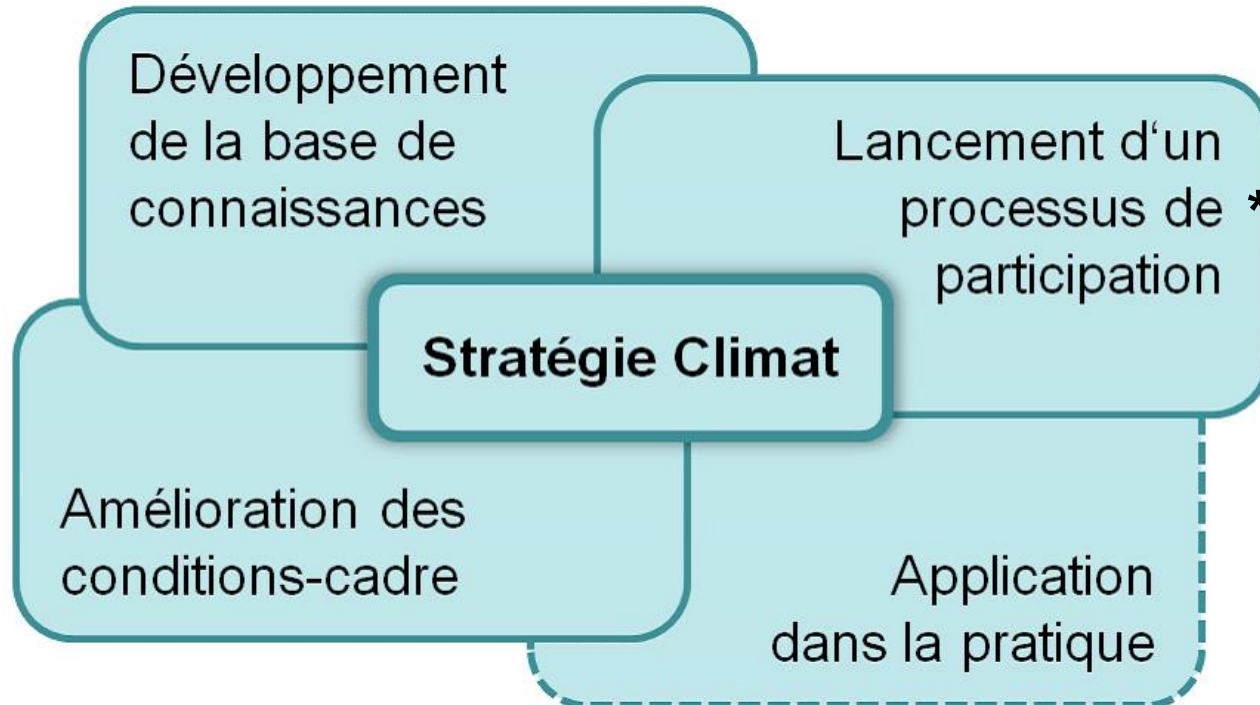 Développement
de la base de
connaissances
Lancement d‘un
processus de *
participation
Stratégie Climat
Amélioration des
conditions-cadre
Application
dans la pratique